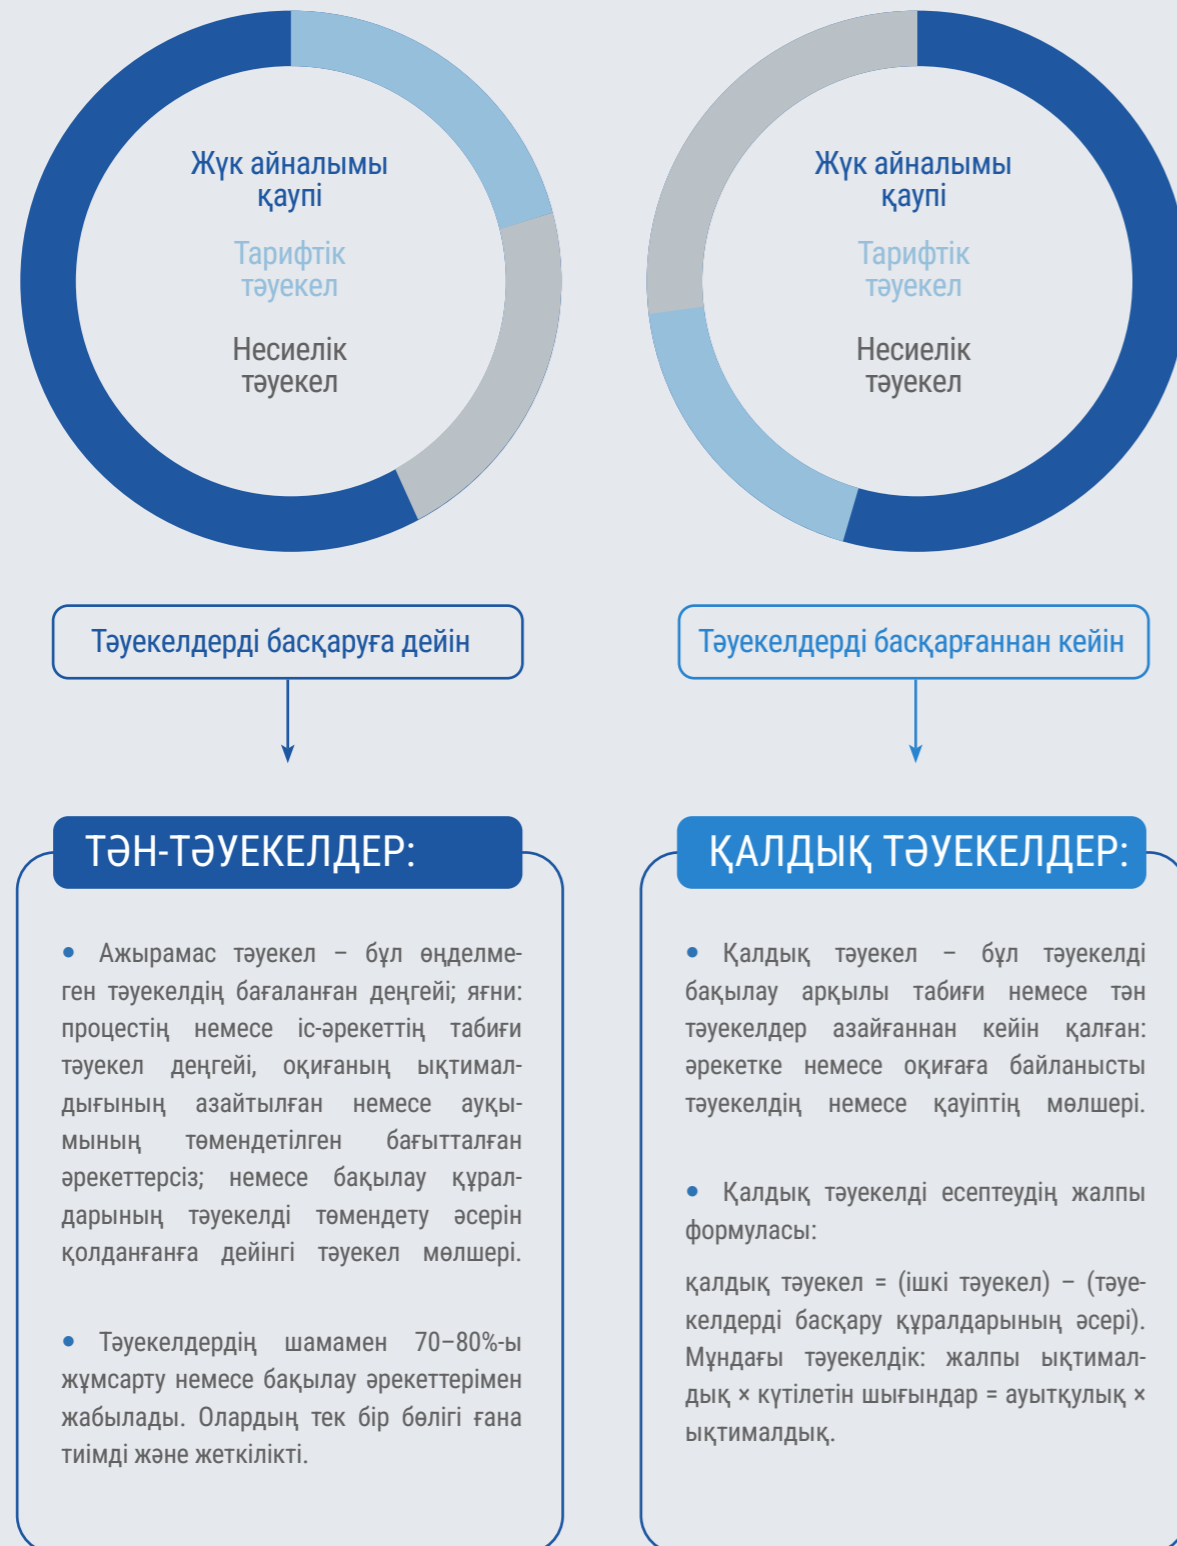 Жүк айналымы
қаупі
Тарифтік
тәуекел
Несиелік
тәуекел
Тәуекелдерді басқаруға дейін
ТӘН-ТӘУЕКЕЛДЕР:
• Ажырамас тәуекел – бұл өңделме-
ген тәуекелдің бағаланған деңгейі; яғни:
процестің немесе іс-әрекеттің табиғи
тәуекел деңгейі, оқиғаның ықтимал-
дығының азайтылған немесе ауқы-
мының төмендетілген бағытталған
әрекеттерсіз; немесе бақылау құрал-
дарының тәуекелді төмендету әсерін
қолданғанға дейінгі тәуекел мөлшері.
• Тәуекелдердің шамамен 70–80%-ы
жұмсарту немесе бақылау әрекеттерімен
жабылады. Олардың тек бір бөлігі ғана
тиімді және жеткілікті.
Жүк айналымы
қаупі
Тарифтік
тәуекел
Несиелік
тәуекел
Тәуекелдерді басқарғаннан кейін
ҚАЛДЫҚ ТӘУЕКЕЛДЕР:
• Қалдық тәуекел – бұл тәуекелді
бақылау арқылы табиғи немесе тән
тәуекелдер азайғаннан кейін қалған:
әрекетке немесе оқиғаға байланысты
тәуекелдің немесе қауіптің мөлшері.
• Қалдық тәуекелді есептеудің жалпы
формуласы:
қалдық тәуекел = (ішкі тәуекел) – (тәуе-
келдерді басқару құралдарының әсері).
Мұндағы тәуекелдік: жалпы ықтимал-
дық × күтілетін шығындар = ауытқулық ×
ықтималдық.